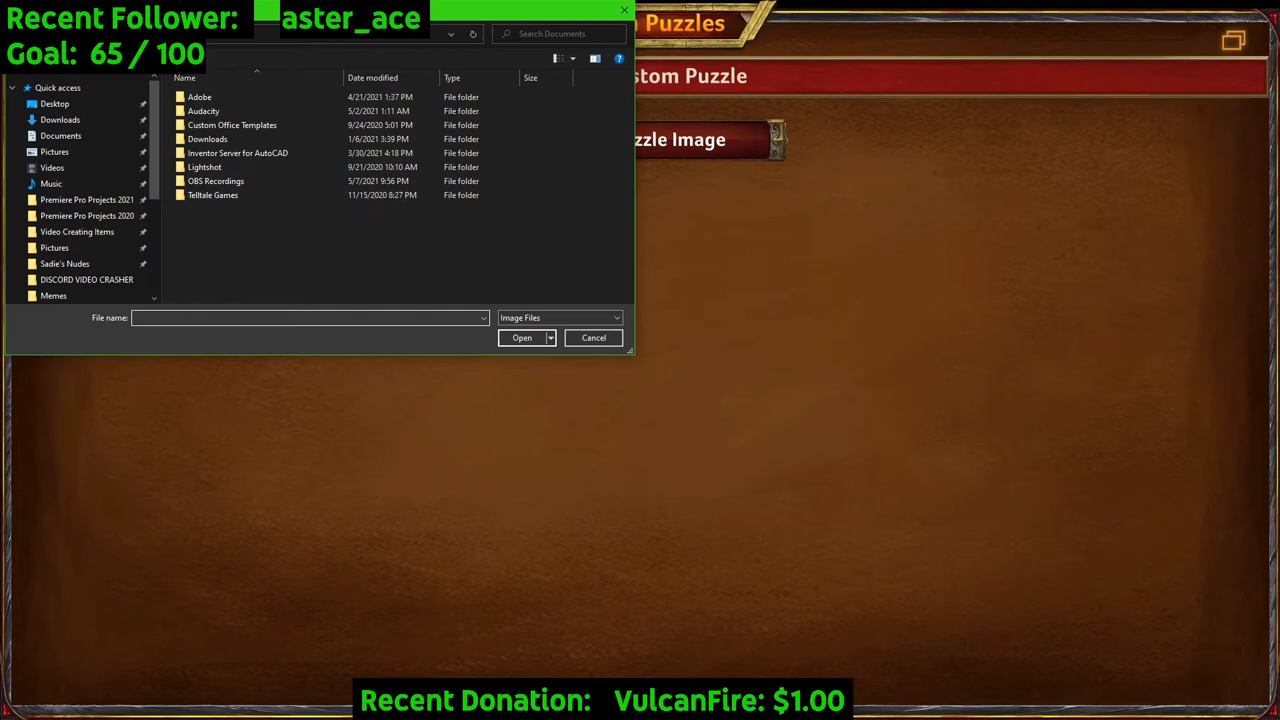 Recent Follower: aster_ace
Goal: 65 / 100
Puzzles
stom Puzzle
zzle Image
Search Documents
Name Date modified Type Size
Quick access
Desktop
Downloads
Documents
Pictures
Videos
Music
Premiere Pro Projects 2021
Premiere Pro Projects 2020
Video Creating Items
Pictures
Sadie's Nudes
DISCORD VIDEO CRASHER
Memes
Adobe 4/21/2021 1:37 PM File folder
Audacity 5/2/2021 1:11 AM File folder
Custom Office Templates 9/24/2020 5:01 PM File folder
Downloads 1/6/2021 3:39 PM File folder
Inventor Server for AutoCAD 3/30/2021 4:18 PM File folder
Lightshot 9/21/2020 10:10 AM File folder
OBS Recordings 5/7/2021 9:56 PM File folder
Telltale Games 11/15/2020 8:27 PM File folder
File name: Image Files
Open Cancel
Recent Donation: VulcanFire: $1.00